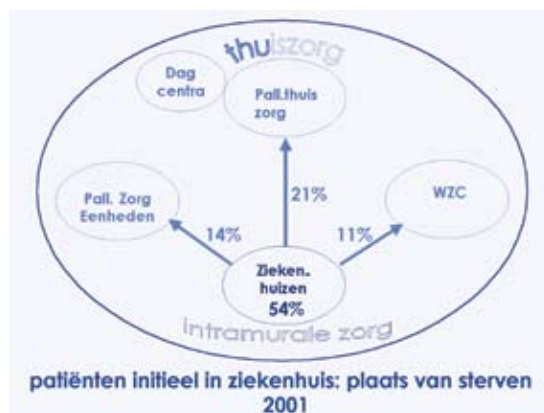 thuiszorg
Dag
centra
Pall.thuis
zorg
Pall. Zorg
Eenheden
WZC
14%
21%
11%
Zieken.
huizen
54%
intramurale zorg
patiënten initieel in ziekenhuis: plaats van sterven
2001